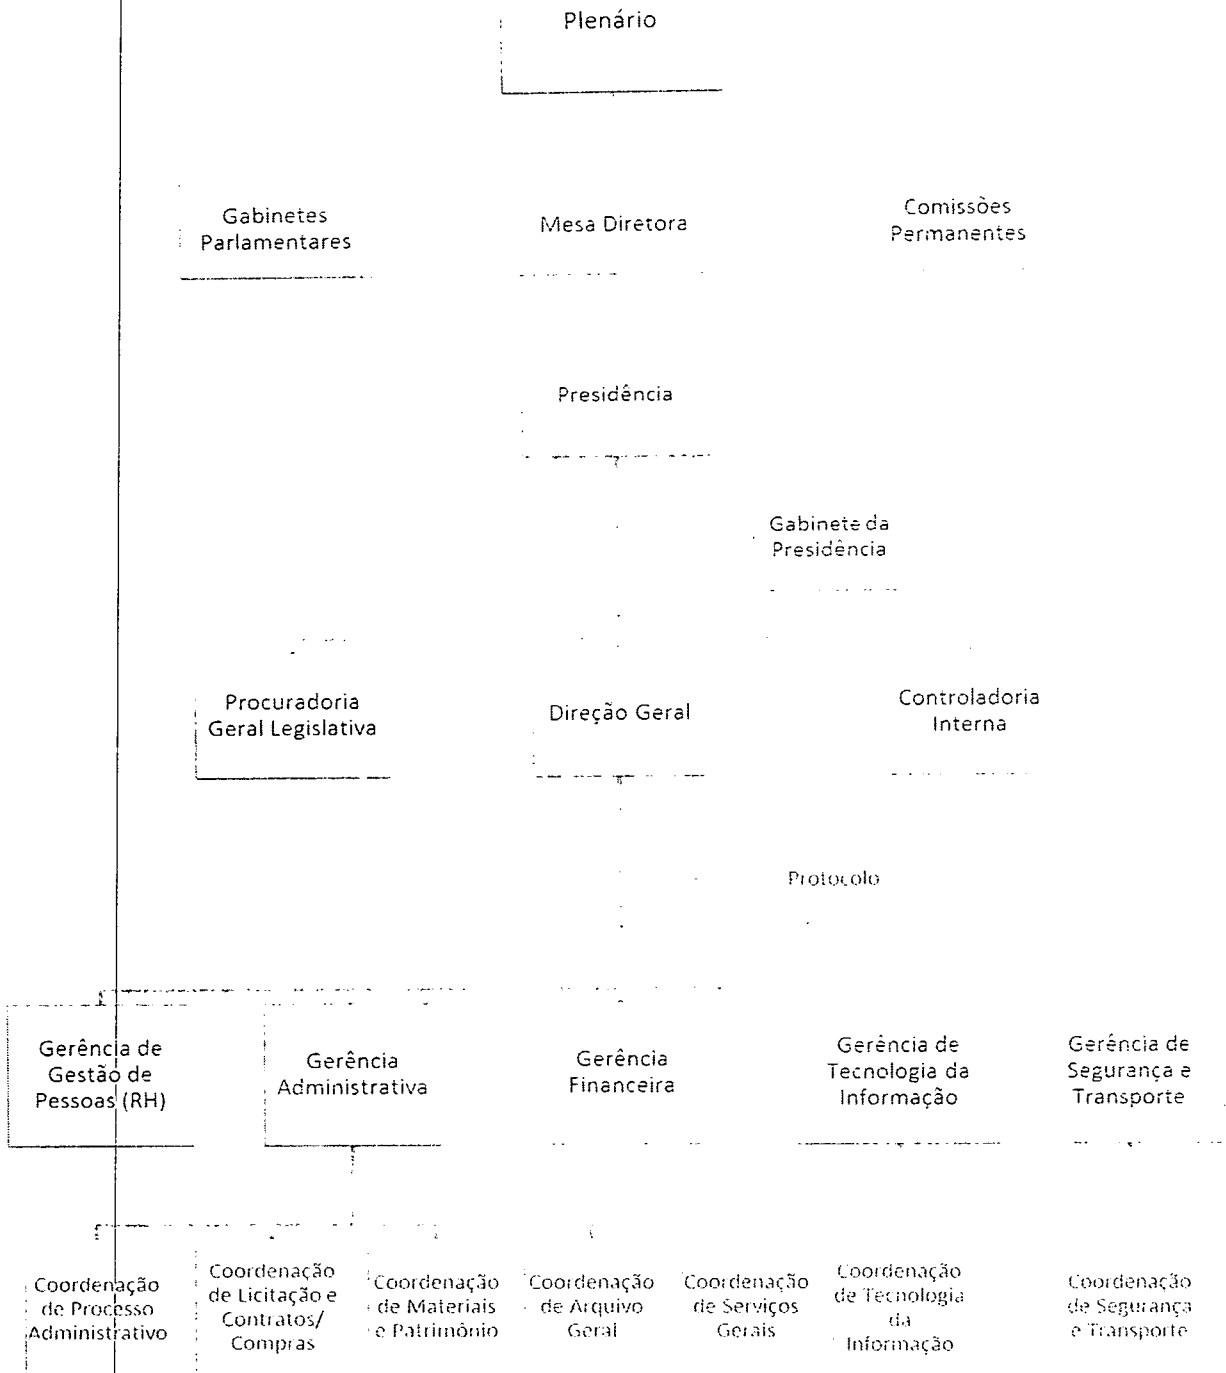 Plenário
Gabinetes
Parlamentares
Mesa Diretora
Comissões
Permanentes
Presidência
Gabinete da
Presidência
Procuradoria
Geral Legislativa
Direção Geral
Controladoria
Interna
Protocolo
Gerência de
Gestão de
Pessoas (RH)
Gerência
Administrativa
Gerência
Financeira
Gerência de
Tecnologia da
Informação
Gerência de
Segurança e
Transporte
Coordenação
de Processo
Administrativo
Coordenação
de Licitação e
Contratos/
Compras
Coordenação
de Materiais
e Patrimônio
Coordenação
de Arquivo
Geral
Coordenação
de Serviços
Gerais
Coordenação
de Tecnologia
da
Informação
Coordenação
de Segurança
e Transporte